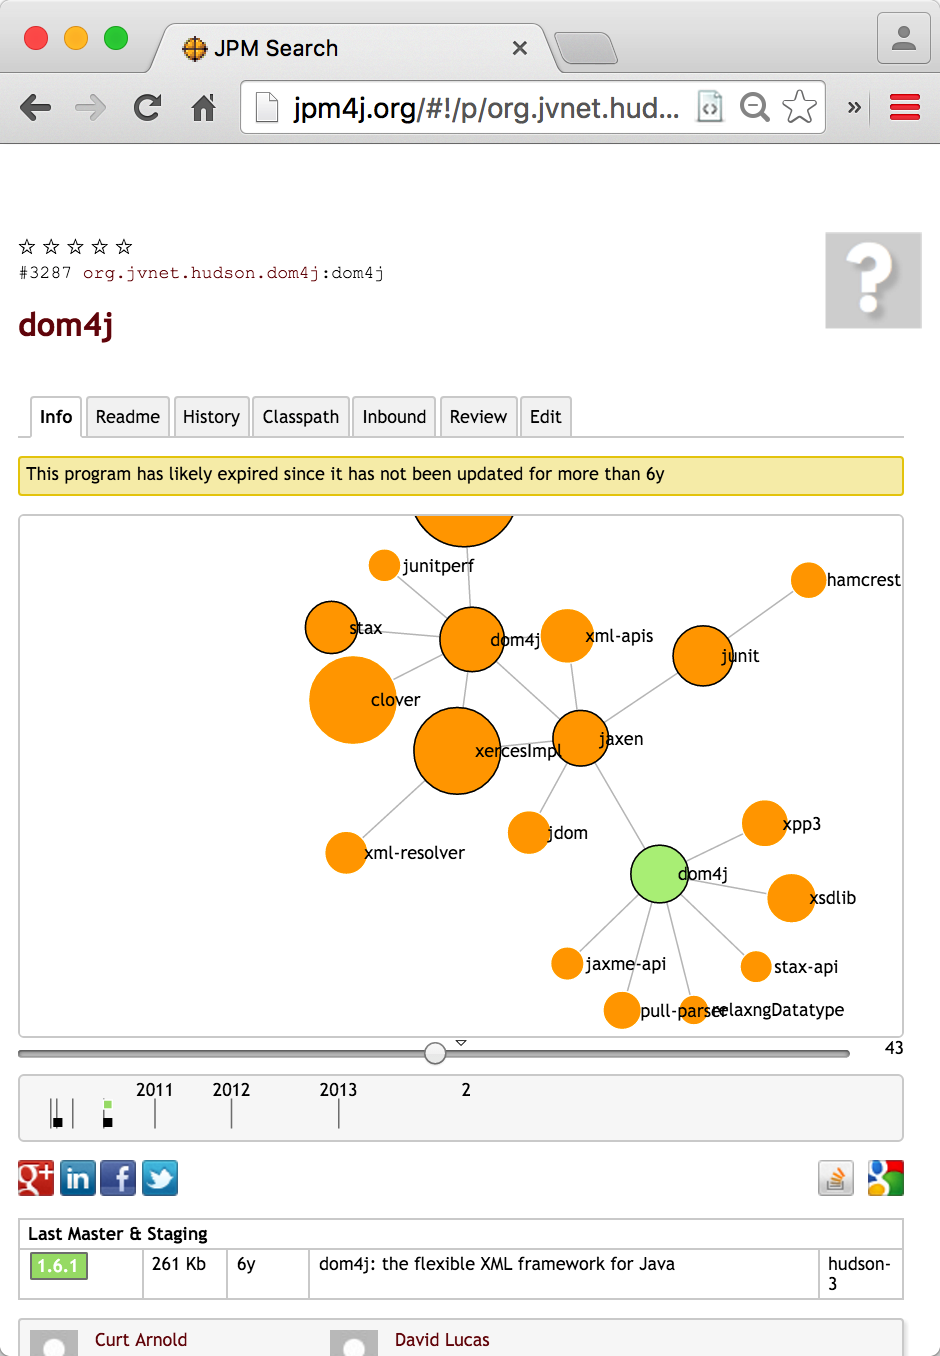 JPM Search
jpm4j.org/#!/p/org.jvnet.hud...
»
#3287 org.jvnet.hudson.dom4j:dom4j
dom4j
Info Readme History Classpath Inbound Review Edit
This program has likely expired since it has not been updated for more than 6y
junitperf
hamcrest
stax
dom4j
xml-apis
junit
clover
jaxen
xercesImpl
xpp3
jdom
xml-resolver
dom4j
xsdlib
jaxme-api
stax-api
pull-parser
relaxngDatatype
43
2011 2012 2013 2
g+ in f
Last Master & Staging
1.6.1 261 Kb 6y dom4j: the flexible XML framework for Java hudson-
3
Curt Arnold David Lucas